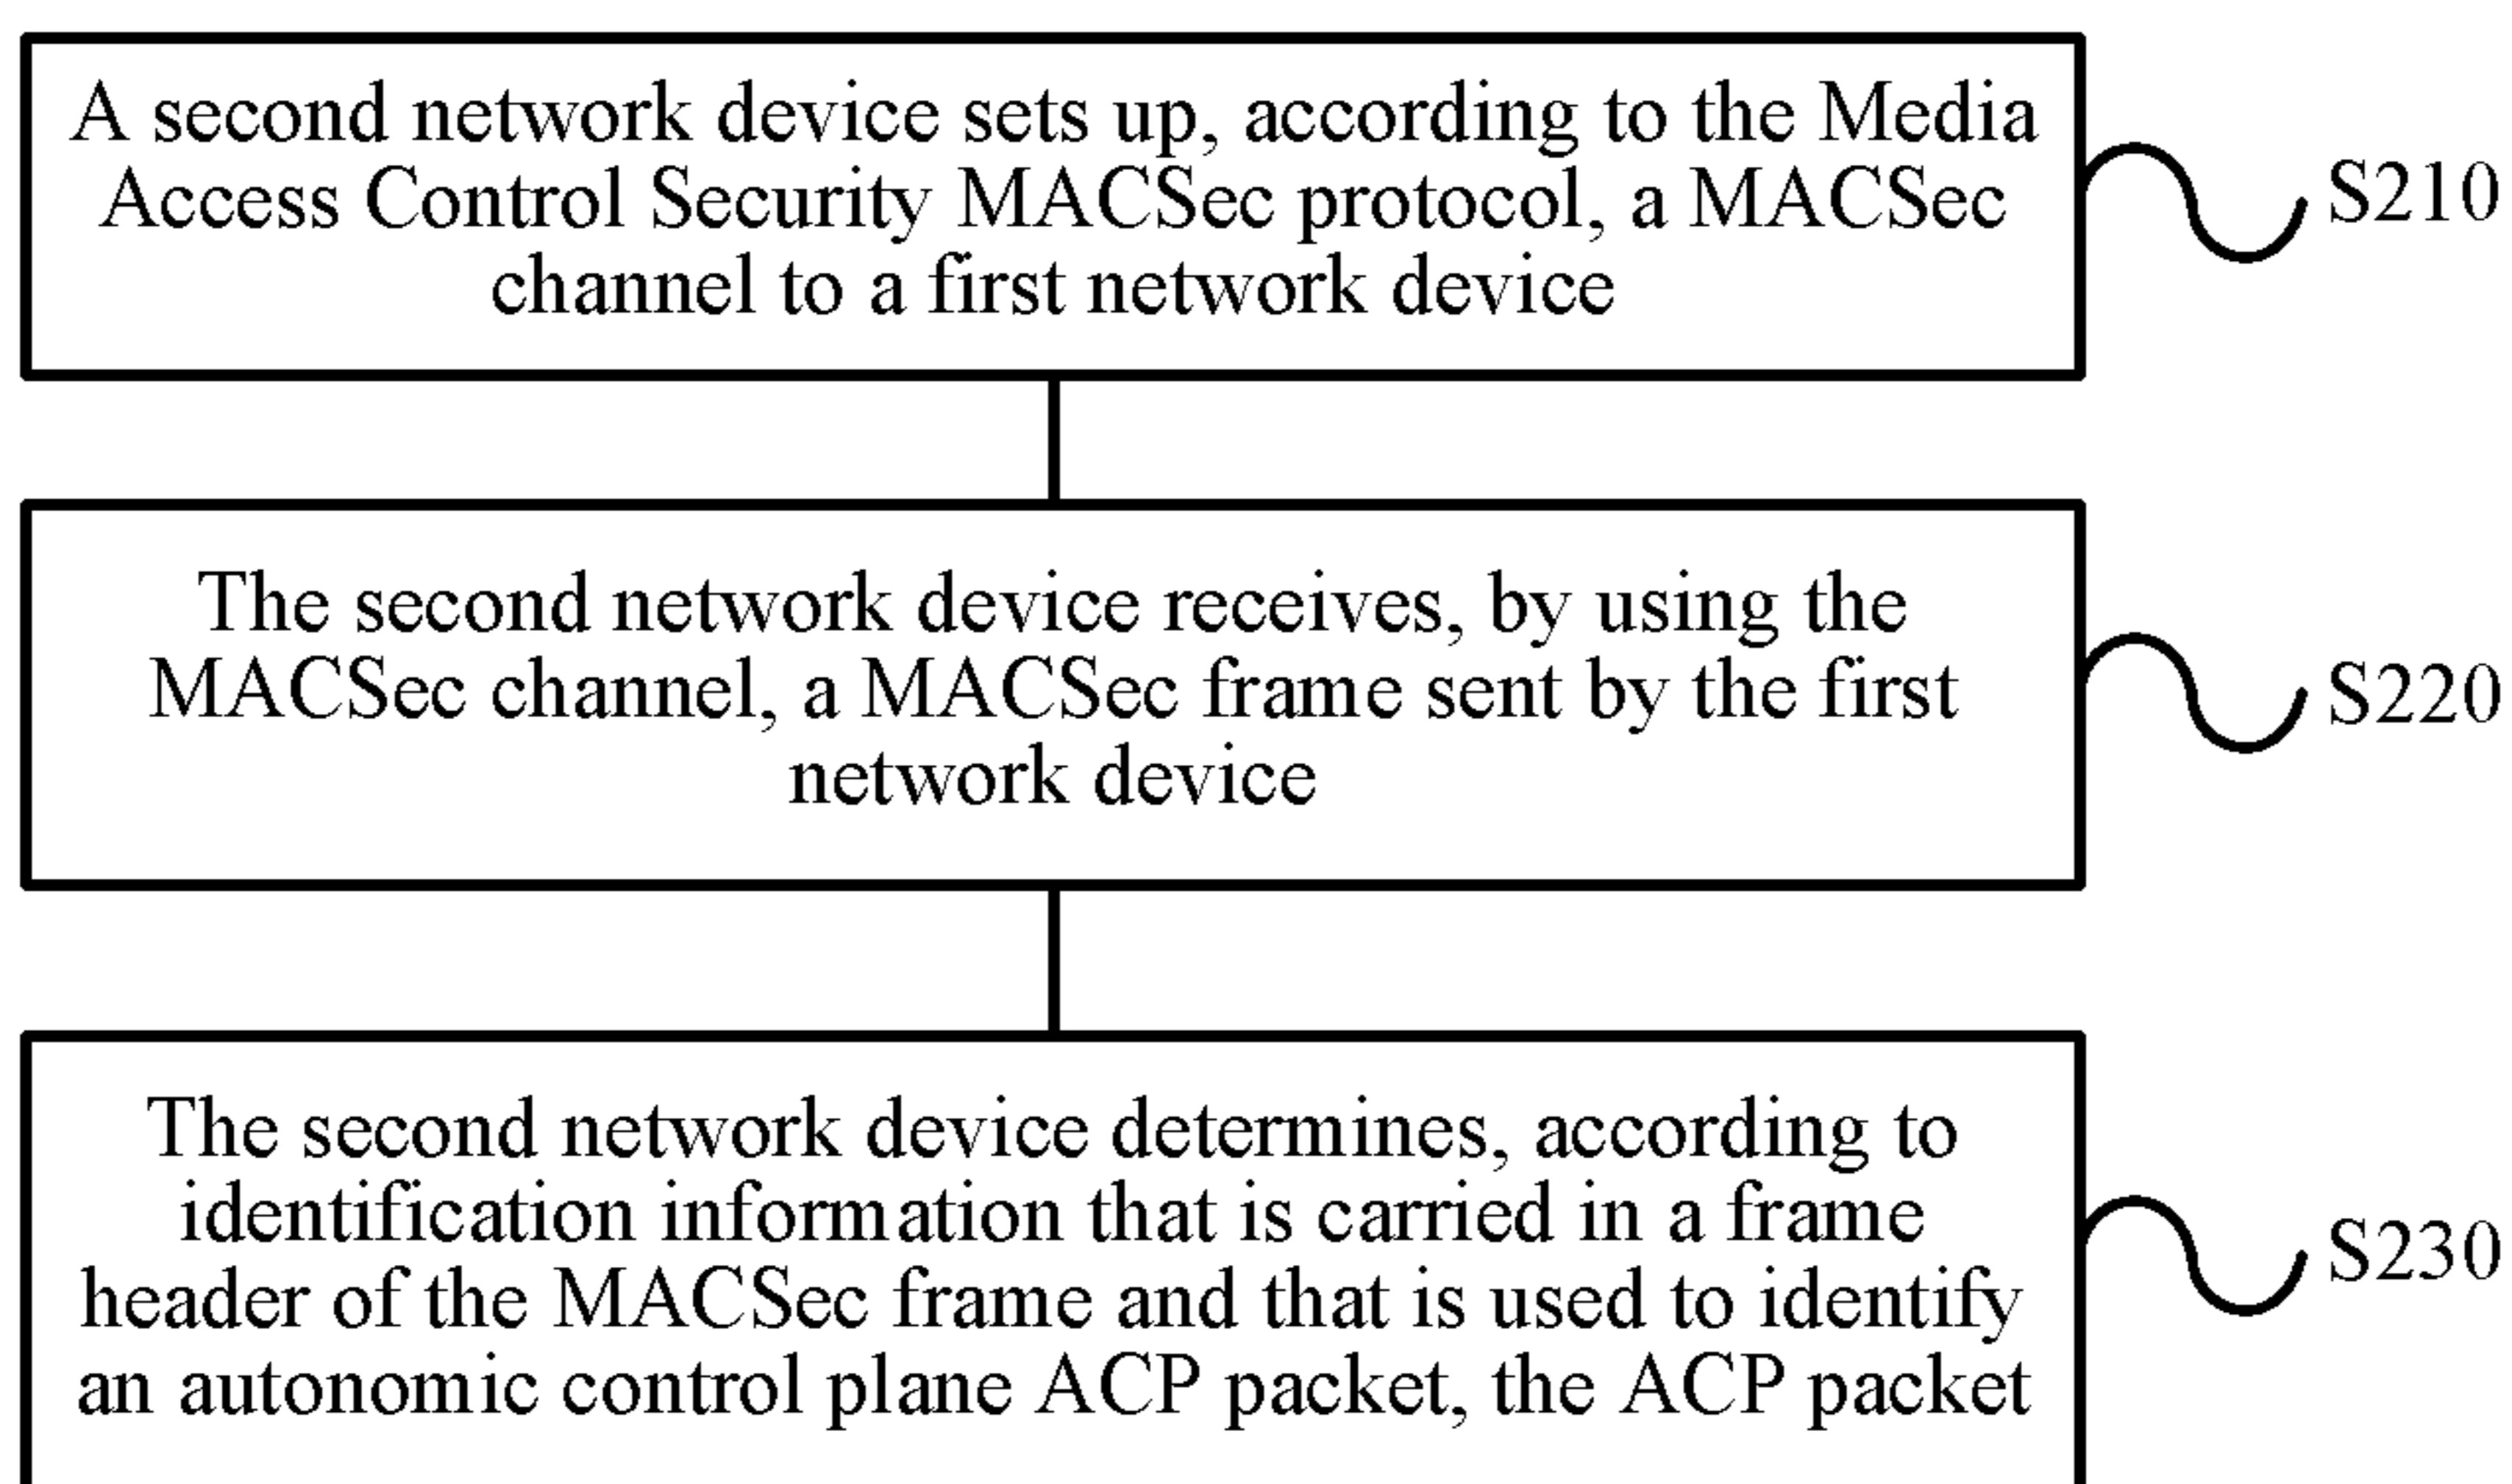 A second network device sets up, according to the Media
Access Control Security MACSec protocol, a MACSec
channel to a first network device
S210
The second network device receives, by using the
MACSec channel, a MACSec frame sent by the first
network device
S220
The second network device determines, according to
identification information that is carried in a frame
header of the MACSec frame and that is used to identify
an autonomic control plane ACP packet, the ACP packet
S230